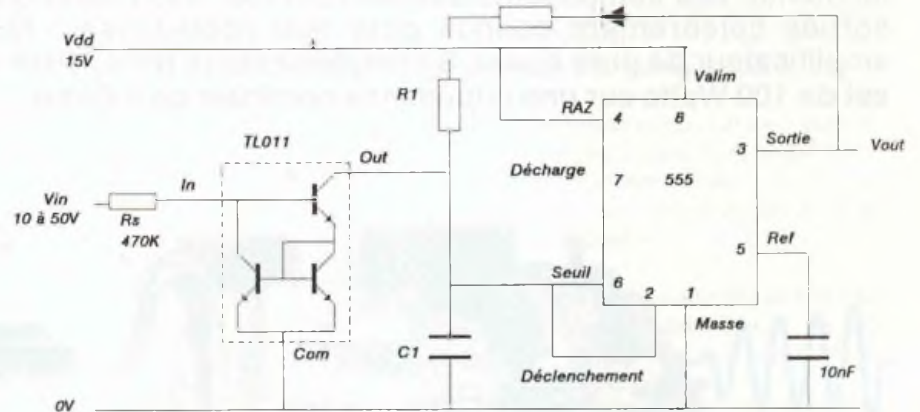 Vdd
15V
R1
Valim
RAZ
4
8
TL011
Out
Sortie
3
Vout
Décharge
7
555
In
Vin
10 à 50V
Rs
470K
5
Ref
Seuil
6
2
1
Masse
Com
C1
Déclenchement
10nF
0V